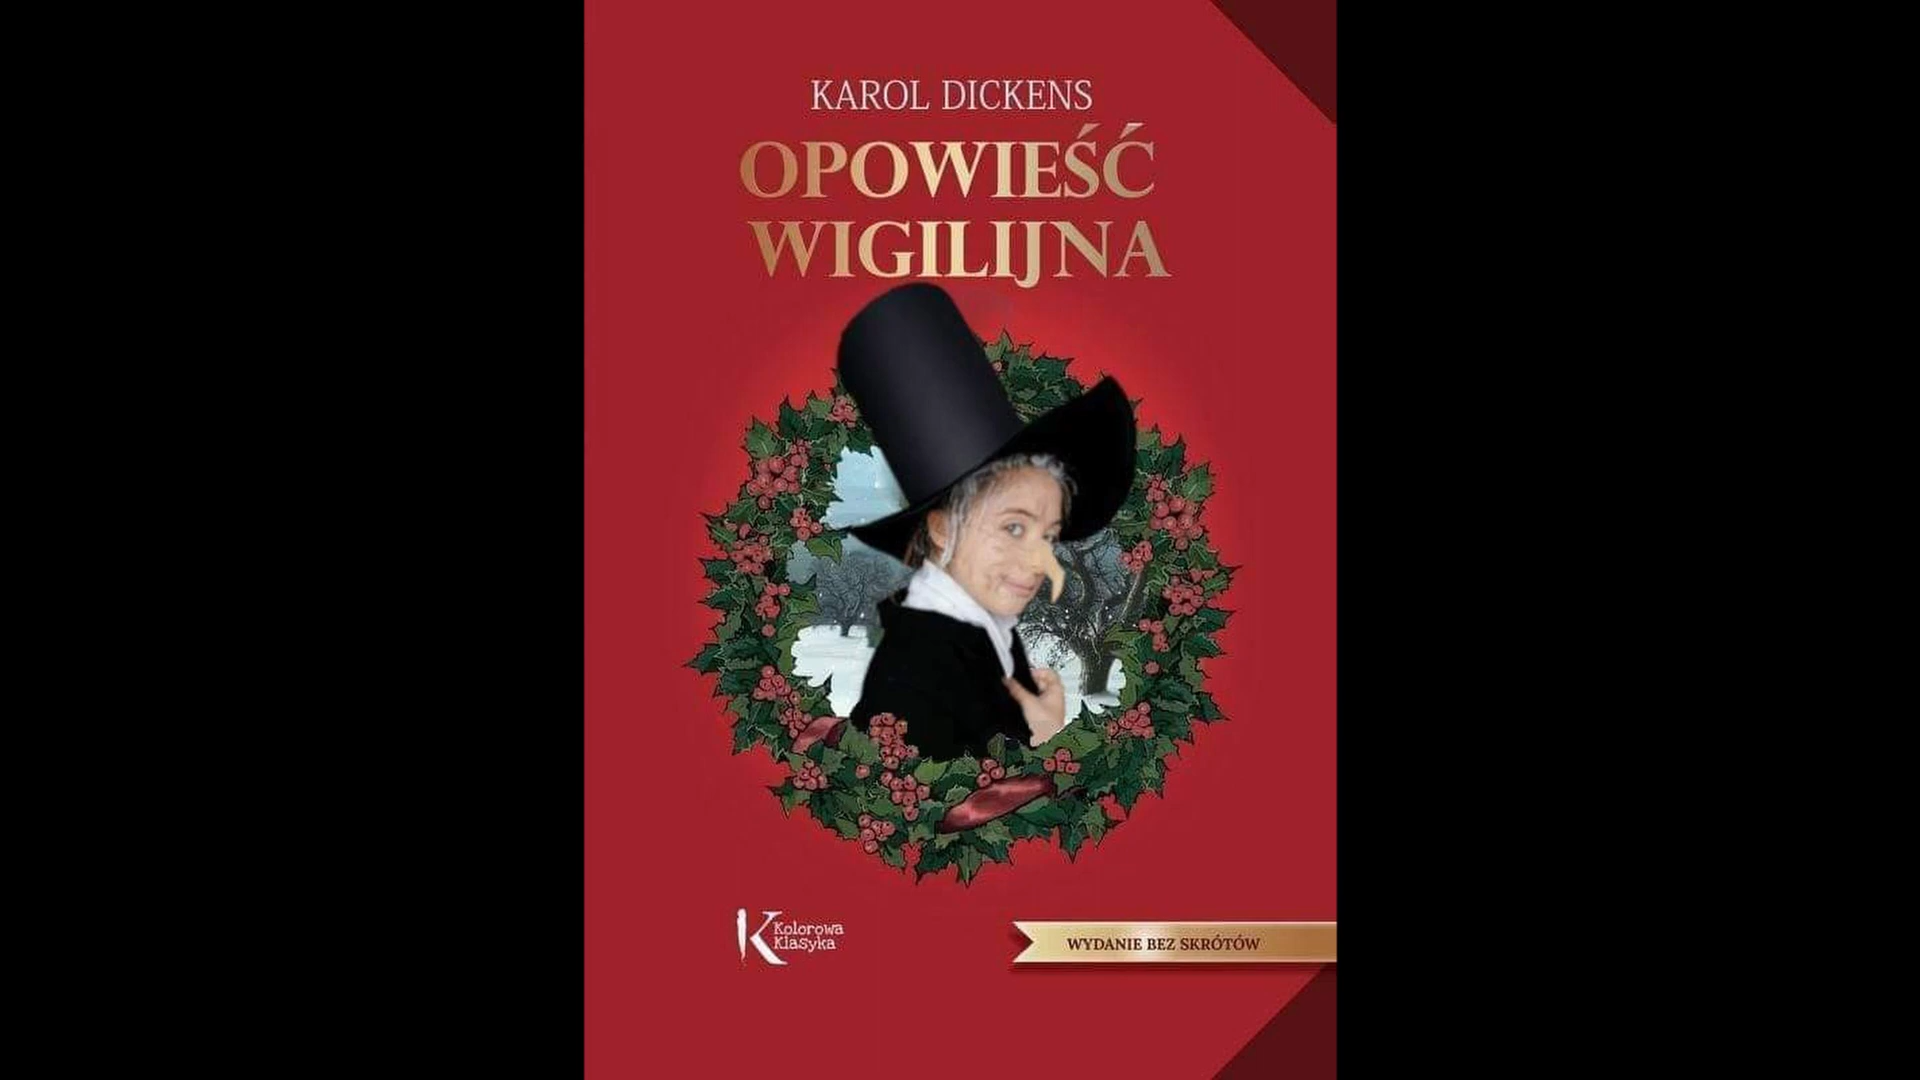 KAROL DICKENS
OPOWIEŚĆ
WIGILIJNA
Kolorowa
Klasyka
WYDANIE BEZ SKRÓTÓW